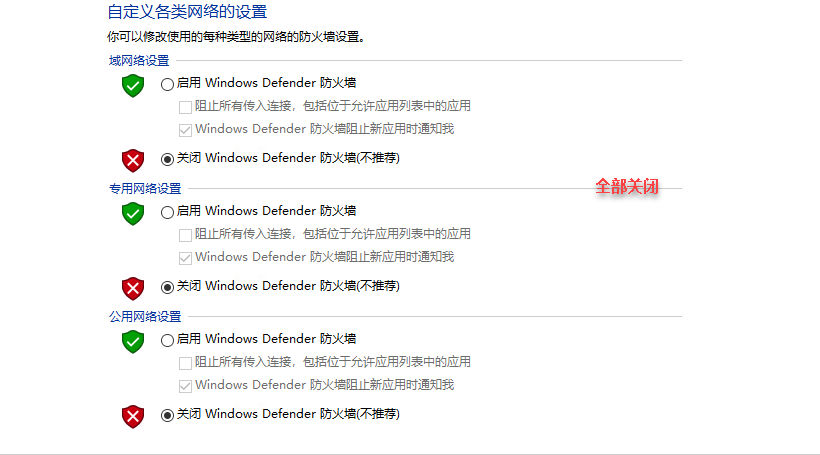 自定义各类网络的设置
你可以修改使用的每种类型的网络的防火墙设置。
域网络设置
启用 Windows Defender 防火墙
阻止所有传入连接，包括位于允许应用列表中的应用
Windows Defender 防火墙阻止新应用时通知我
关闭 Windows Defender 防火墙(不推荐)
专用网络设置
全部关闭
启用 Windows Defender 防火墙
阻止所有传入连接，包括位于允许应用列表中的应用
Windows Defender 防火墙阻止新应用时通知我
关闭 Windows Defender 防火墙(不推荐)
公用网络设置
启用 Windows Defender 防火墙
阻止所有传入连接，包括位于允许应用列表中的应用
Windows Defender 防火墙阻止新应用时通知我
关闭 Windows Defender 防火墙(不推荐)